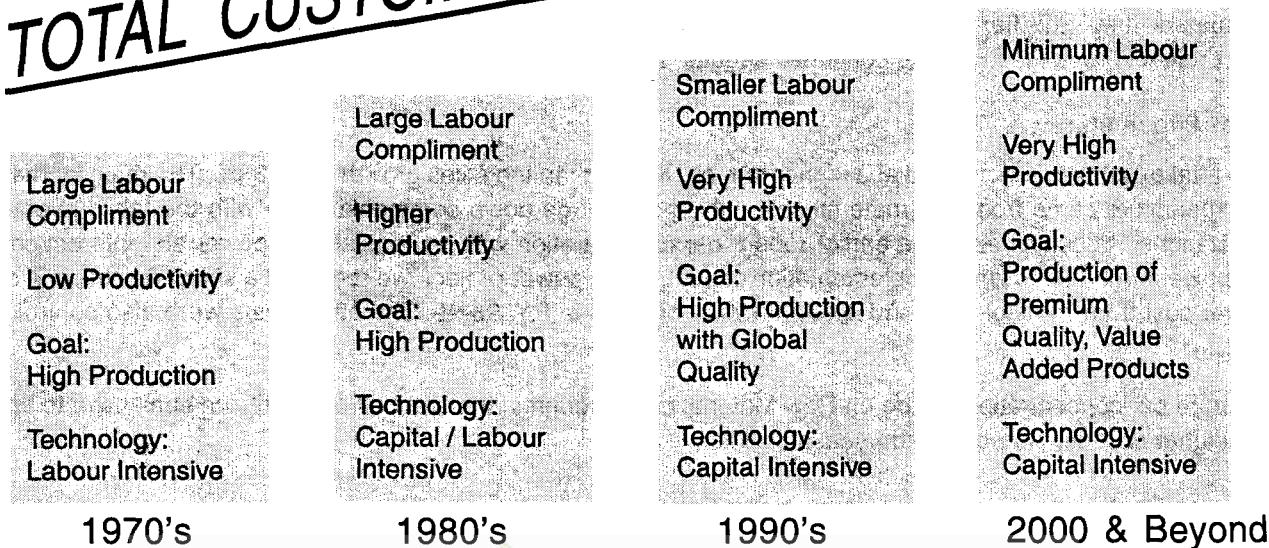 TOTAL
Large Labour
Compliment
Low Productivity
Goal:
High Production
Technology:
Labour Intensive
1970's
Large Labour
Compliment
Higher
Productivity
Goal:
High Production
Technology:
Capital / Labour
Intensive
1980's
Smaller Labour
Compliment
Very High
Productivity
Goal:
High Production
with Global
Quality
Technology:
Capital Intensive
1990's
Minimum Labour
Compliment
Very High
Productivity
Goal:
Production of
Premium
Quality, Value
Added Products
Technology:
Capital Intensive
2000 & Beyond